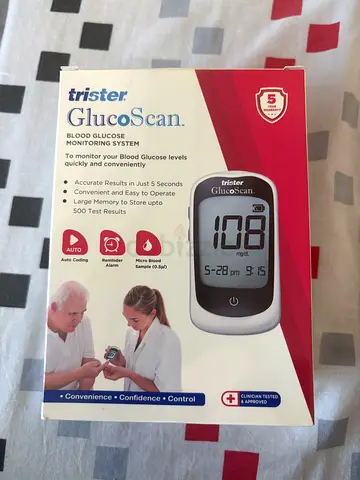 trister
GlucoScan
BLOOD GLUCOSE
MONITORING SYSTEM
To monitor your Blood Glucose levels
quickly and conveniently
• Accurate Results in Just 5 Seconds
• Convenient and Easy to Operate
• Large Memory to Store upto
500 Test Results
5
YEAR
WARRANTY
AUTO
Auto Coding
Reminder
Alarm
Micro Blood
Sample (0.5µl)
trister
GlucoScan
108
mg/dL
5-28 pm 9:15
• Convenience • Confidence • Control
CLINICIAN TESTED
& APPROVED